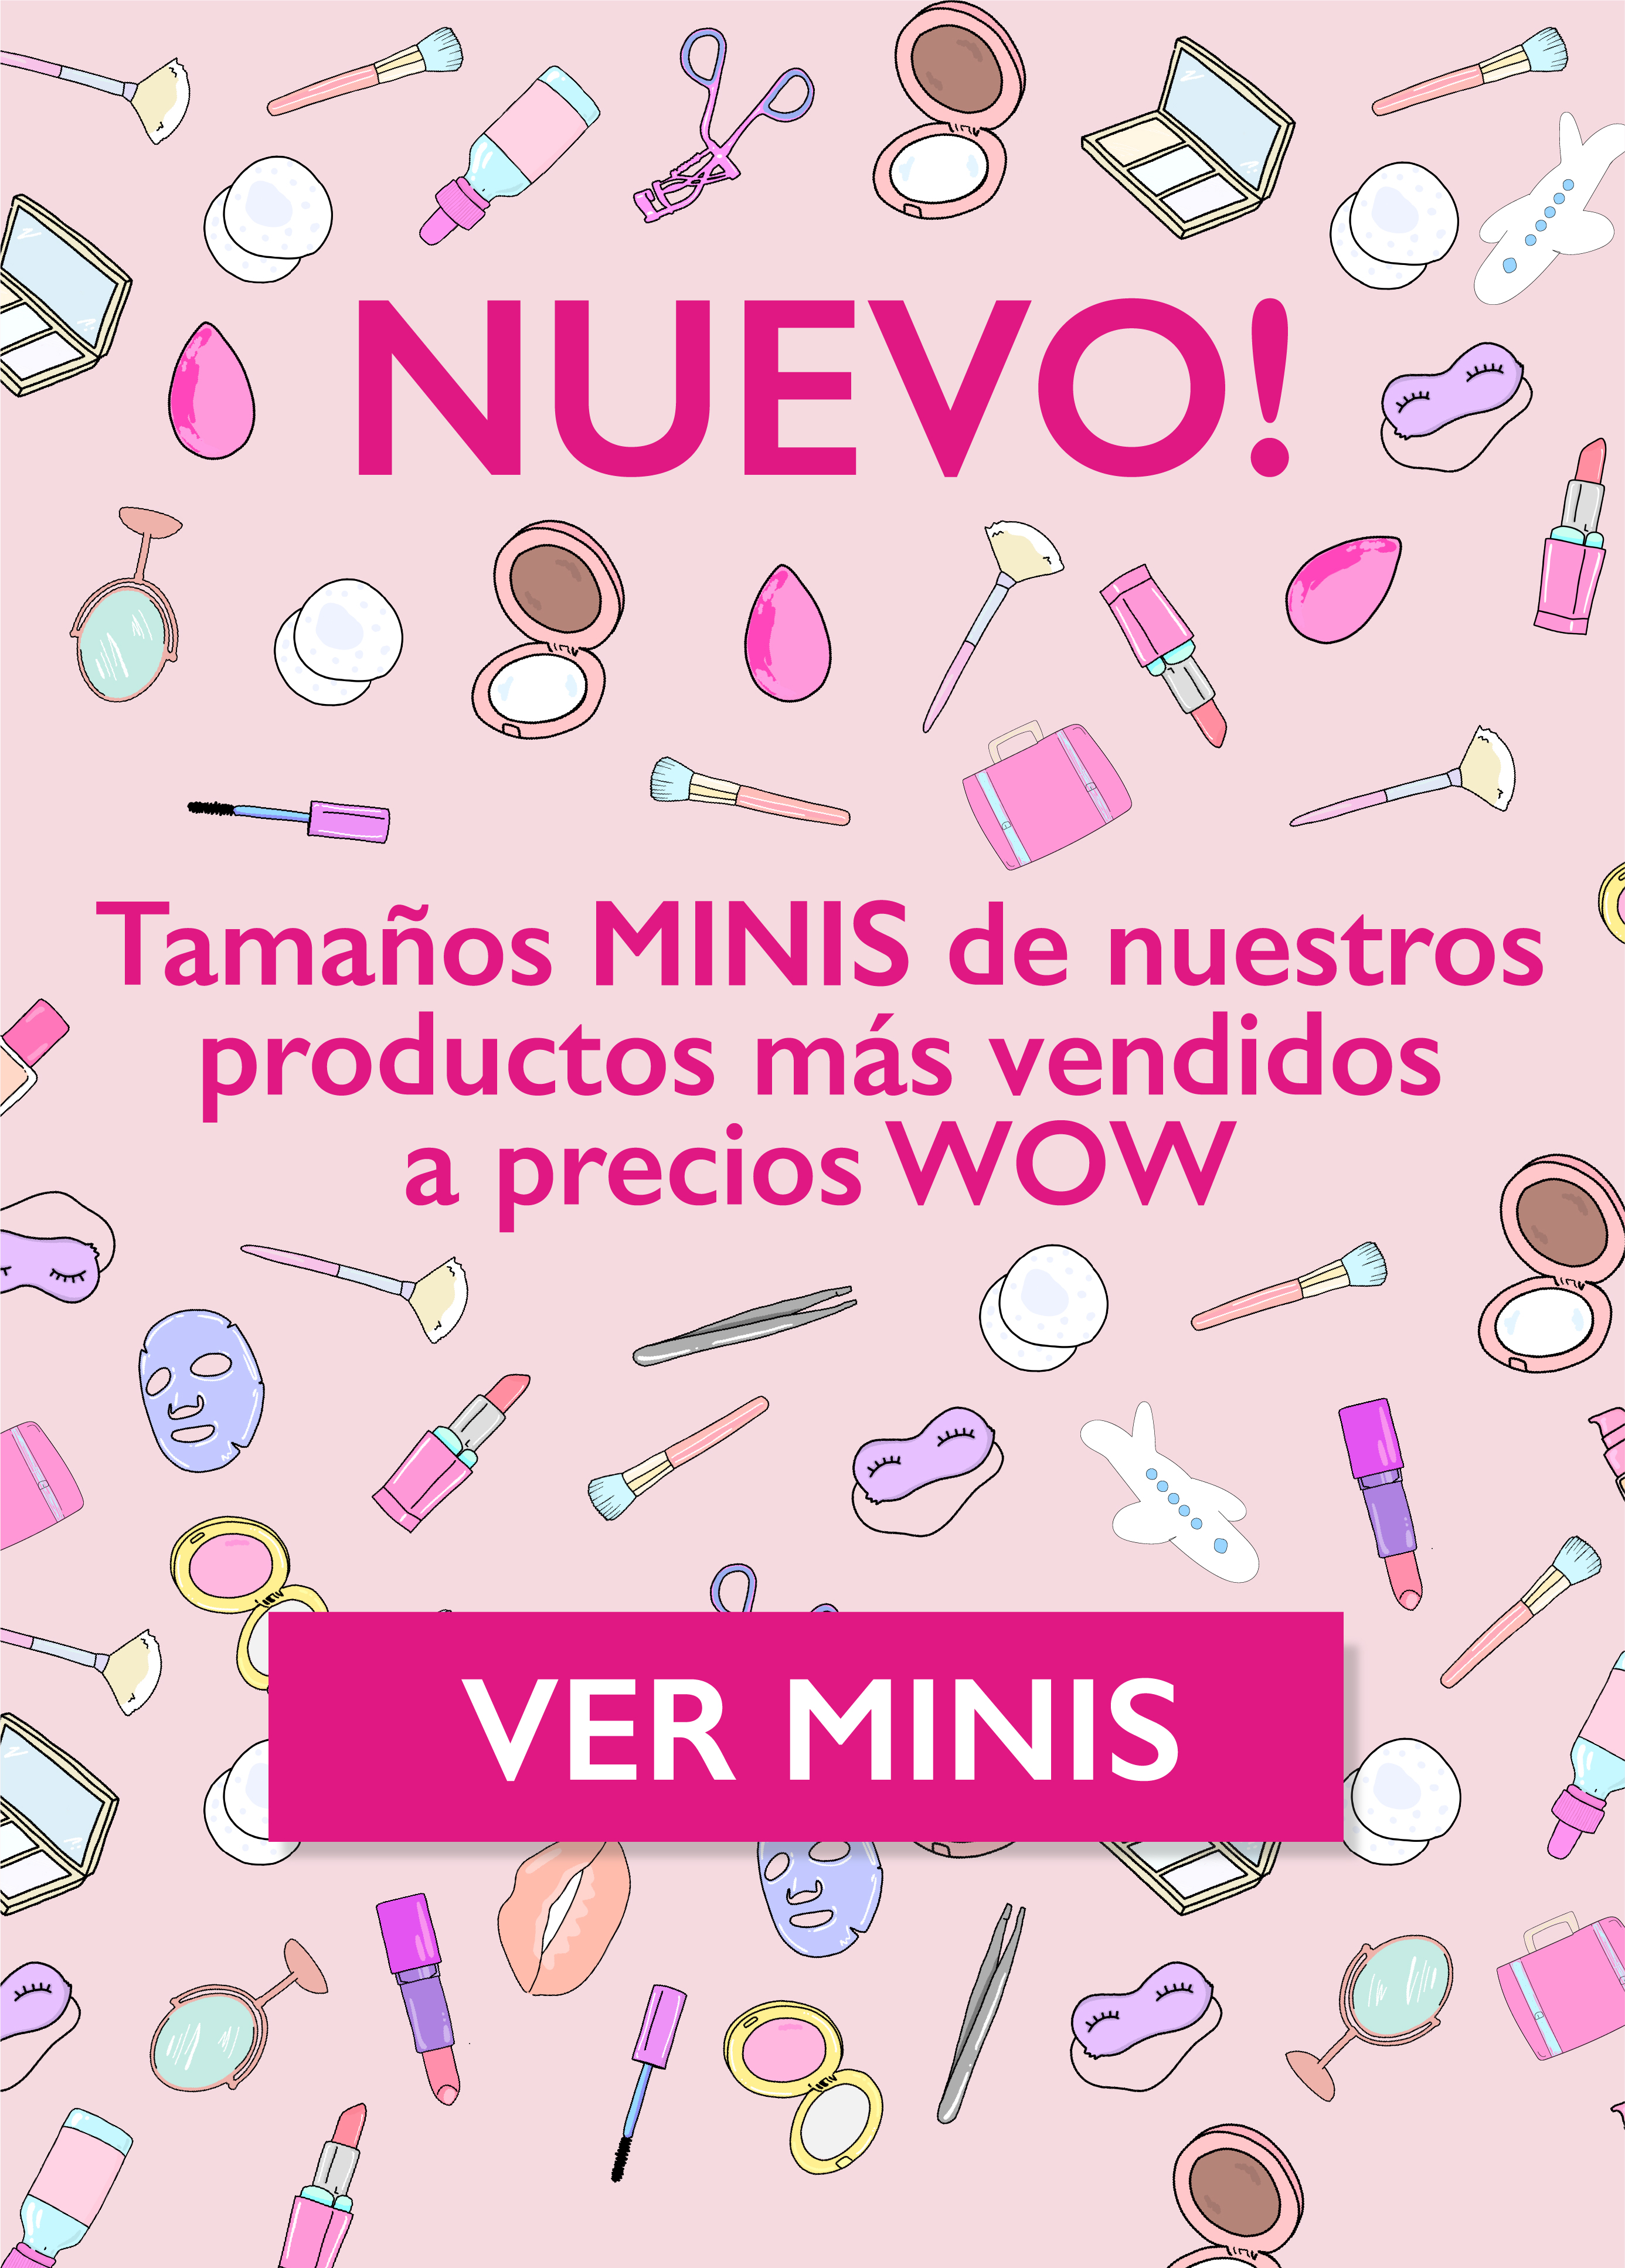 NUEVO!
Tamaños MINIS de nuestros
productos más vendidos
a precios WOW
VER MINIS